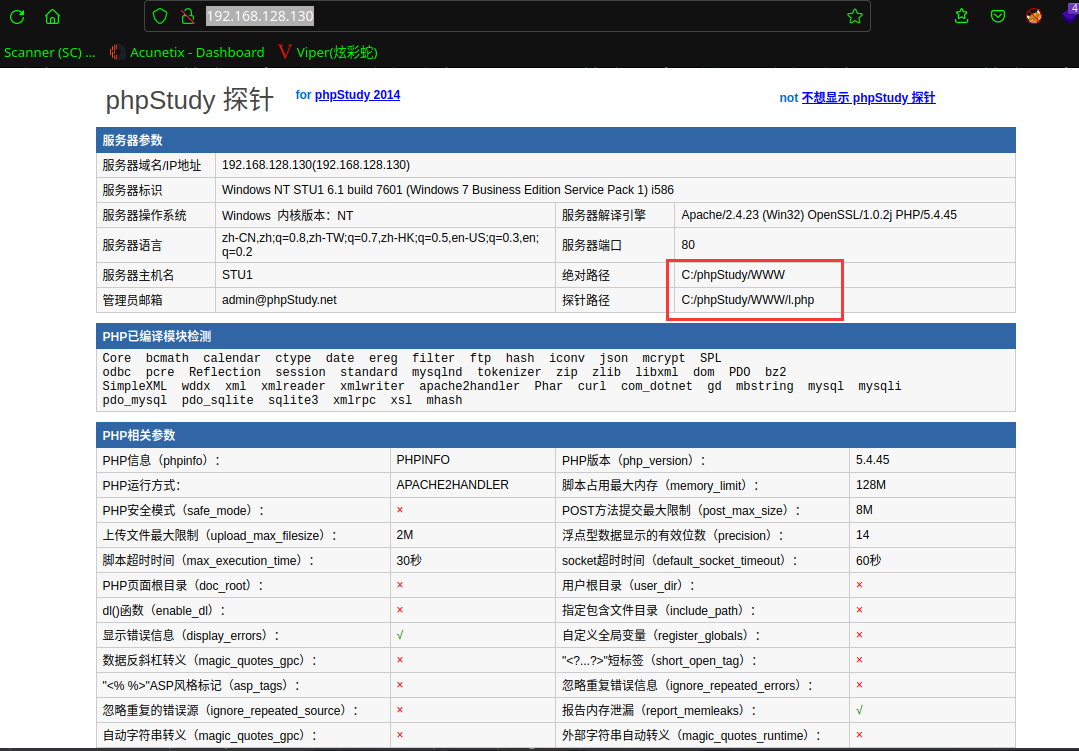 192.168.128.130
4
Scanner (SC) ... Acunetix - Dashboard Viper(炫彩蛇)
phpStudy 探针 for phpStudy 2014 not 不想显示 phpStudy 探针
服务器参数
服务器域名/IP地址 192.168.128.130(192.168.128.130)
服务器标识 Windows NT STU1 6.1 build 7601 (Windows 7 Business Edition Service Pack 1) i586
服务器操作系统 Windows 内核版本：NT 服务器解译引擎 Apache/2.4.23 (Win32) OpenSSL/1.0.2j PHP/5.4.45
服务器语言 zh-CN,zh;q=0.8,zh-TW;q=0.7,zh-HK;q=0.5,en-US;q=0.3,en;
q=0.2 服务器端口 80
服务器主机名 STU1 绝对路径 C:/phpStudy/WWW
管理员邮箱 admin@phpStudy.net 探针路径 C:/phpStudy/WWW/l.php
PHP已编译模块检测
Core bcmath calendar ctype date ereg filter ftp hash iconv json mcrypt SPL
odbc pcre Reflection session standard mysqlnd tokenizer zip zlib libxml dom PDO bz2
SimpleXML wddx xml xmlreader xmlwriter apache2handler Phar curl com_dotnet gd mbstring mysql mysqli
pdo_mysql pdo_sqlite sqlite3 xmlrpc xsl mhash
PHP相关参数
PHP信息（phpinfo）： PHPINFO PHP版本（php_version）： 5.4.45
PHP运行方式： APACHE2HANDLER 脚本占用最大内存（memory_limit）： 128M
PHP安全模式（safe_mode）： × POST方法提交最大限制（post_max_size）： 8M
上传文件最大限制（upload_max_filesize）： 2M 浮点型数据显示的有效位数（precision）： 14
脚本超时时间（max_execution_time）： 30秒 socket超时时间（default_socket_timeout）： 60秒
PHP页面根目录（doc_root）： × 用户根目录（user_dir）： ×
dl()函数（enable_dl）： × 指定包含文件目录（include_path）： ×
显示错误信息（display_errors）： √ 自定义全局变量（register_globals）： ×
数据反斜杠转义（magic_quotes_gpc）： × "<?...?>"短标签（short_open_tag）： ×
"<% %>"ASP风格标记（asp_tags）： × 忽略重复错误信息（ignore_repeated_errors）： ×
忽略重复的错误源（ignore_repeated_source）： × 报告内存泄漏（report_memleaks）： √
自动字符串转义（magic_quotes_gpc）： × 外部字符串自动转义（magic_quotes_runtime）： ×